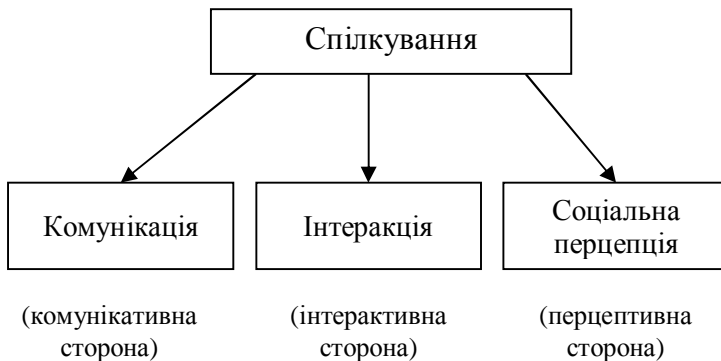 Спілкування
Комунікація
Інтеракція
Соціальна
перцепція
(комунікативна
сторона)
(інтерактивна
сторона)
(перцептивна
сторона)